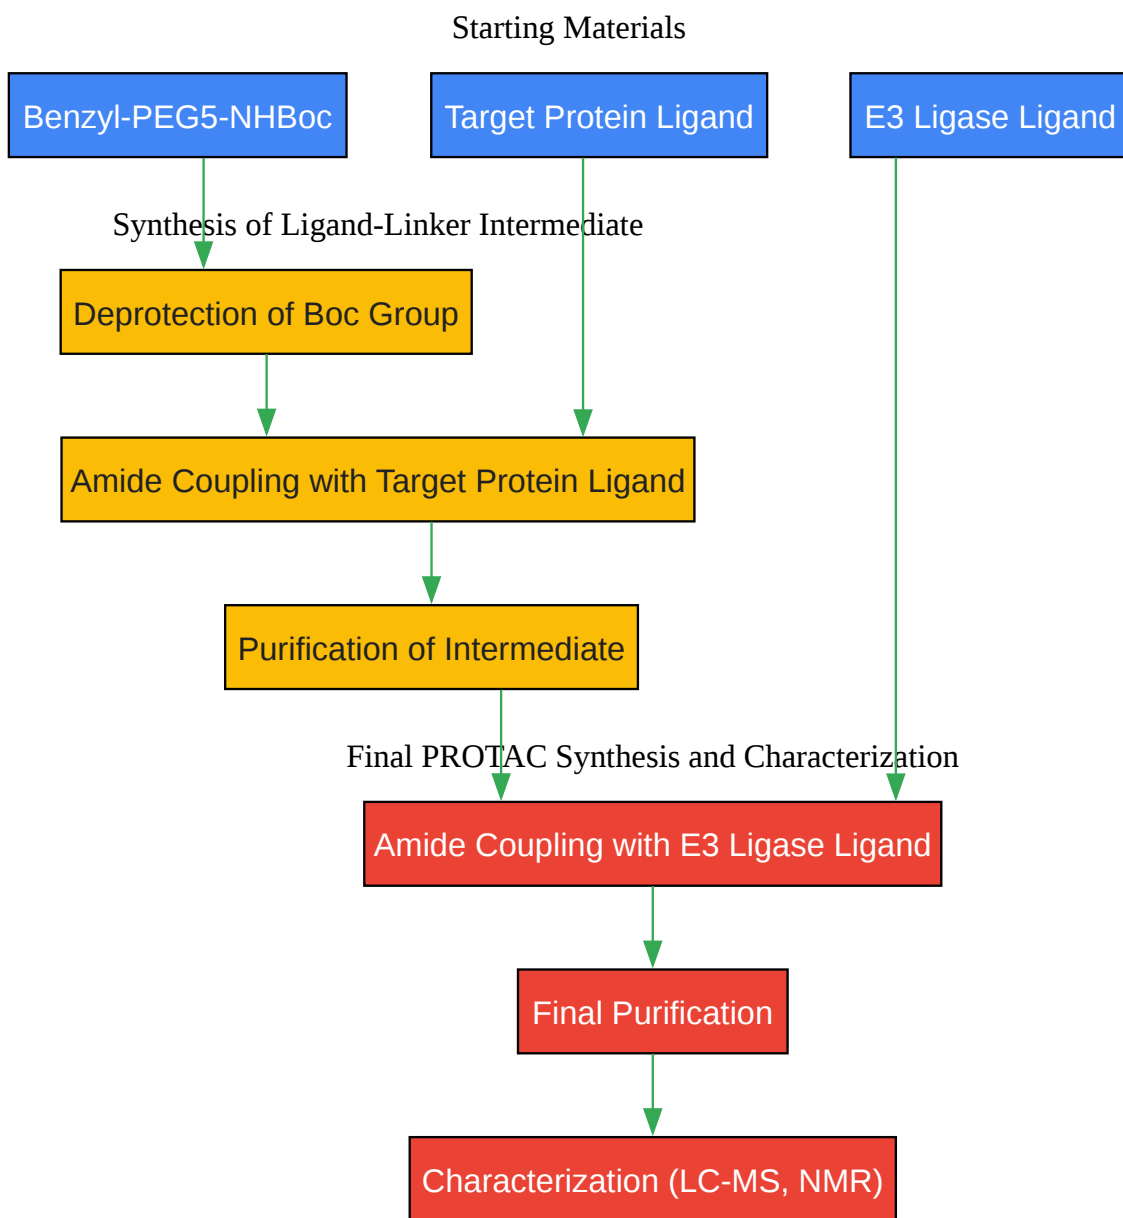 Starting Materials
Benzyl-PEG5-NHBoc
Target Protein Ligand
E3 Ligase Ligand
Synthesis of Ligand-Linker Intermediate
Deprotection of Boc Group
Amide Coupling with Target Protein Ligand
Purification of Intermediate
Final PROTAC Synthesis and Characterization
Amide Coupling with E3 Ligase Ligand
Final Purification
Characterization (LC-MS, NMR)